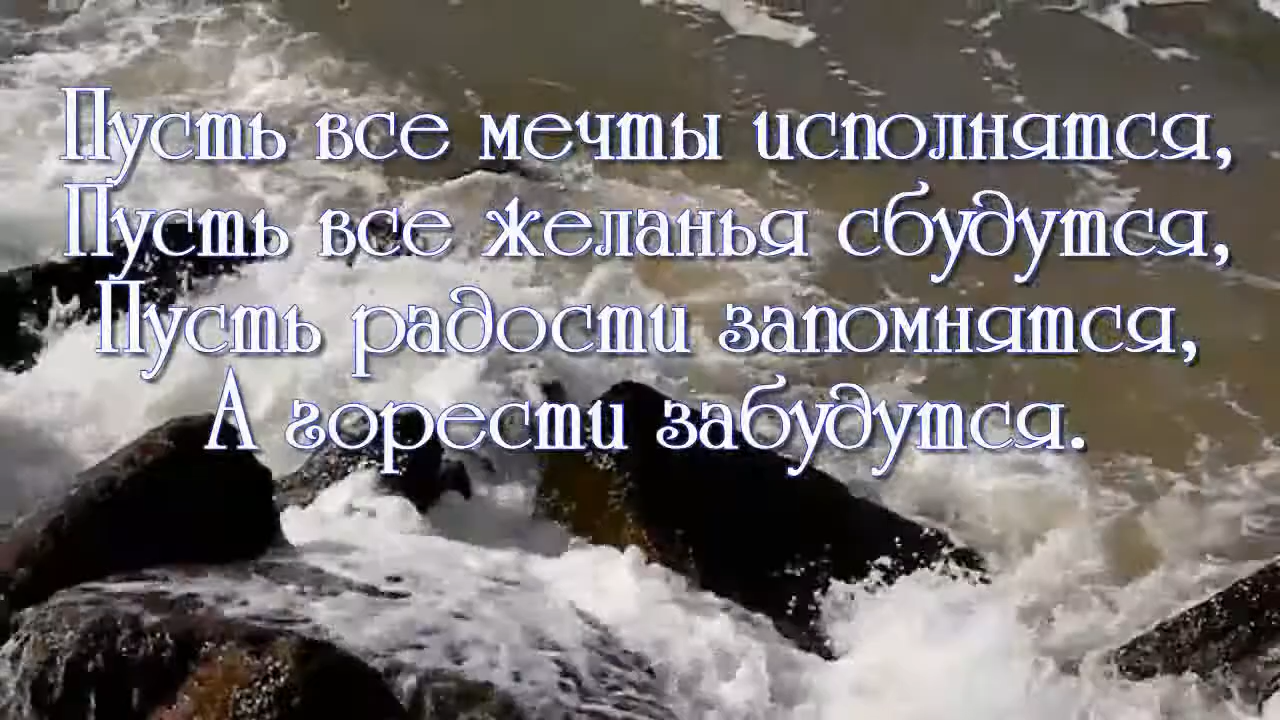 Пусть все мечты исполнятся,
Пусть все желанья сбудутся,
Пусть радости запомнятся,
А горести забудутся.